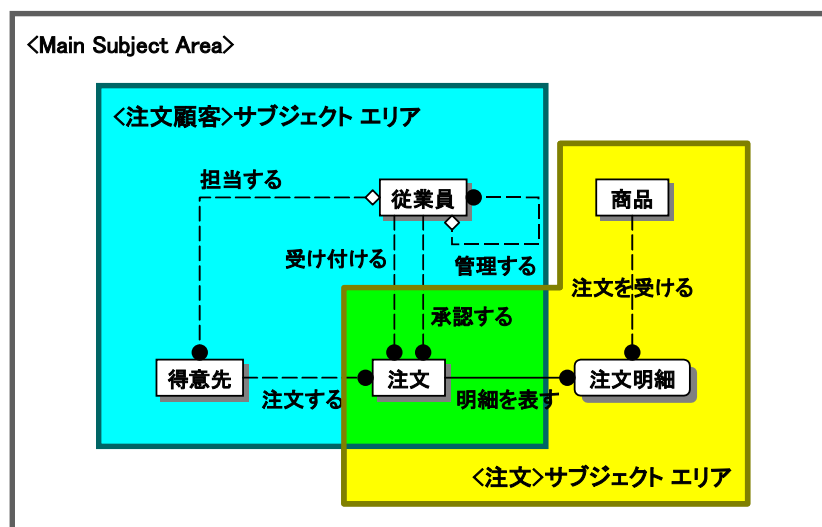 <Main Subject Area>
<注文顧客>サブジェクト エリア
担当する
従業員
商品
受け付ける
管理する
注文を受ける
承認する
得意先
注文
注文明細
注文する
明細を表す
<注文>サブジェクト エリア